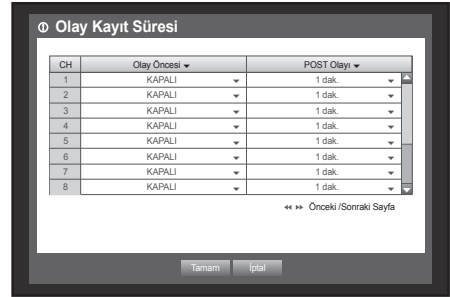 Olay Kayıt Süresi
CH Olay Öncesi POST Olayı
1 KAPALI 1 dak.
2 KAPALI 1 dak.
3 KAPALI 1 dak.
4 KAPALI 1 dak.
5 KAPALI 1 dak.
6 KAPALI 1 dak.
7 KAPALI 1 dak.
8 KAPALI 1 dak.
Önceki /Sonraki Sayfa
Tamam İptal